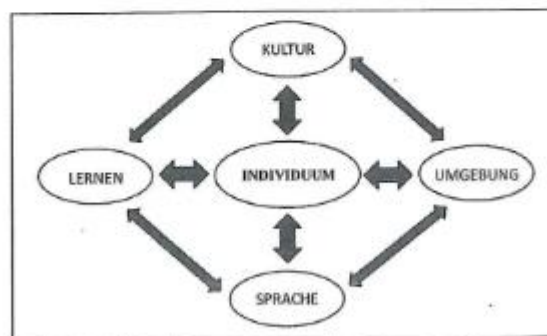 KULTUR
LERNEN
INDIVIDUUM
UMGEBUNG
SPRACHE